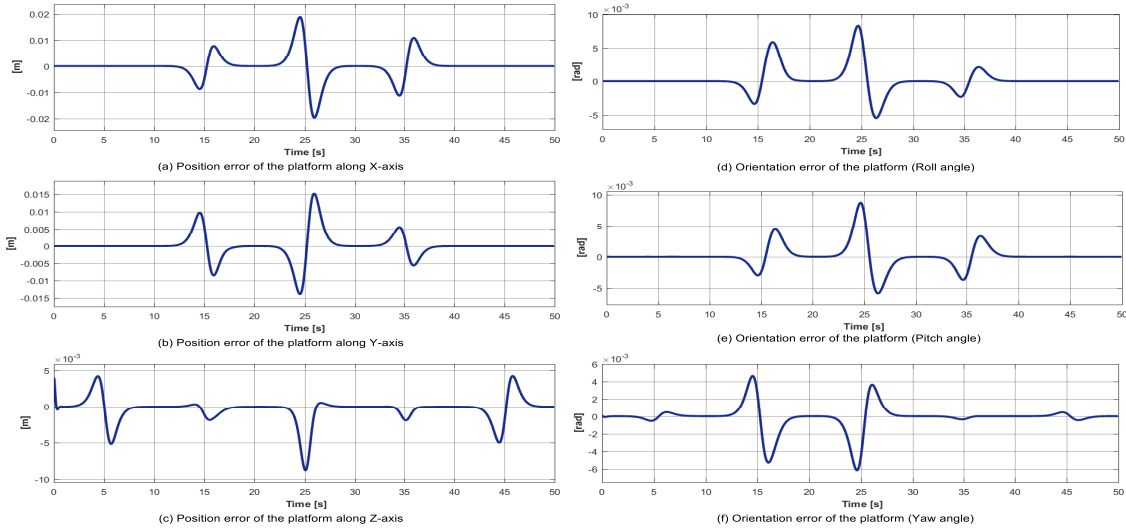 0.02
0.01
0
-0.01
-0.02
[m]
0 5 10 15 20 25 30 35 40 45 50
Time [s]
(a) Position error of the platform along X-axis
0.015
0.01
0.005
0
-0.005
-0.01
-0.015
[m]
0 5 10 15 20 25 30 35 40 45 50
Time [s]
(b) Position error of the platform along Y-axis
×10⁻³
5
0
-5
-10
[m]
0 5 10 15 20 25 30 35 40 45 50
Time [s]
(c) Position error of the platform along Z-axis
×10⁻³
10
5
0
-5
[rad]
0 5 10 15 20 25 30 35 40 45 50
Time [s]
(d) Orientation error of the platform (Roll angle)
×10⁻³
10
5
0
-5
[rad]
0 5 10 15 20 25 30 35 40 45 50
Time [s]
(e) Orientation error of the platform (Pitch angle)
×10⁻³
6
4
2
0
-2
-4
-6
[rad]
0 5 10 15 20 25 30 35 40 45 50
Time [s]
(f) Orientation error of the platform (Yaw angle)